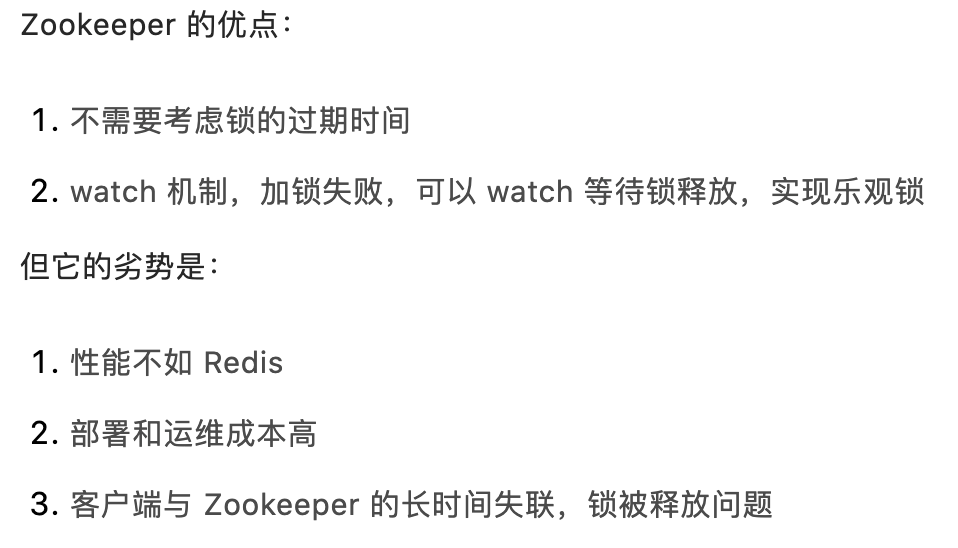 Zookeeper 的优点：
1. 不需要考虑锁的过期时间
2. watch 机制，加锁失败，可以 watch 等待锁释放，实现乐观锁
但它的劣势是：
1. 性能不如 Redis
2. 部署和运维成本高
3. 客户端与 Zookeeper 的长时间失联，锁被释放问题